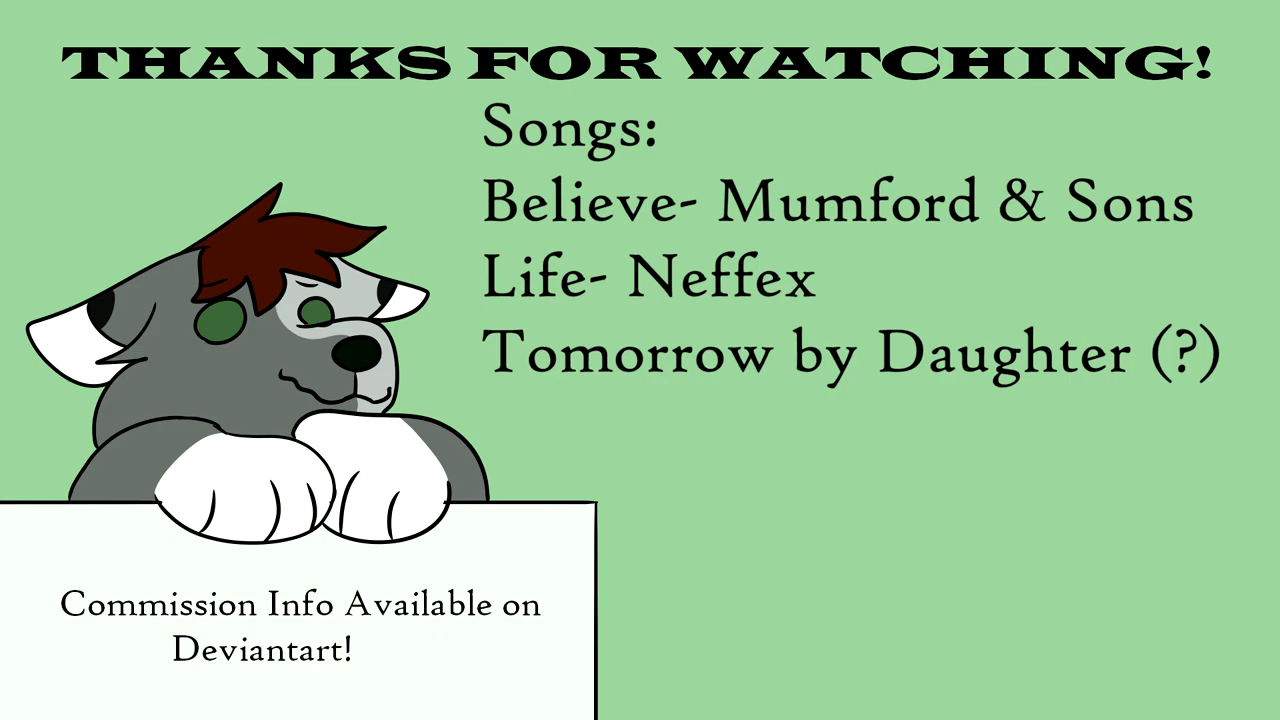 THANKS FOR WATCHING!
Songs:
Believe- Mumford & Sons
Life- Neffex
Tomorrow by Daughter (?)
Commission Info Available on
Deviantart!